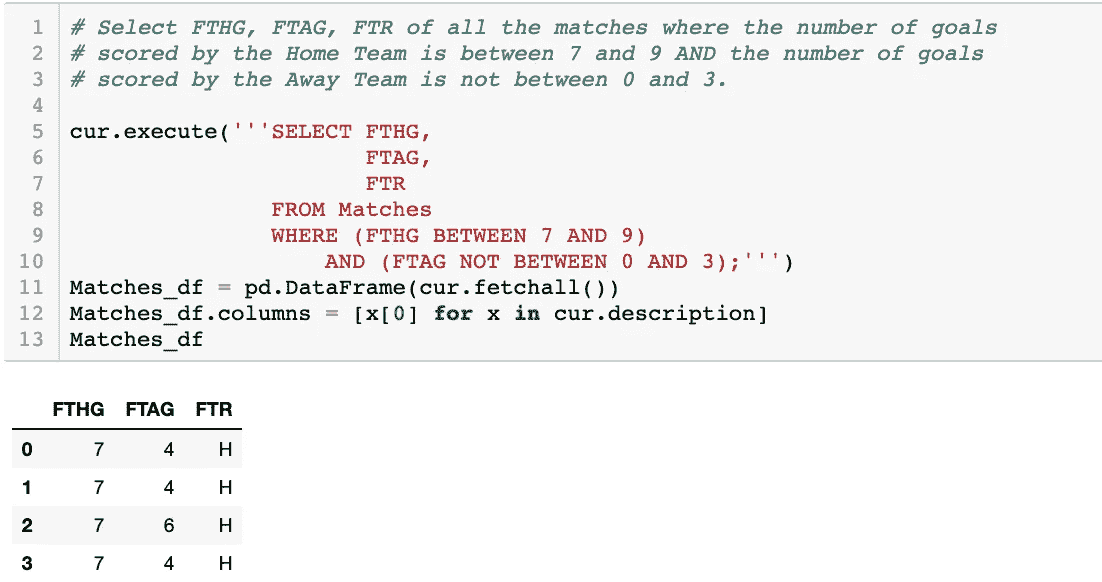 1 # Select FTHG, FTAG, FTR of all the matches where the number of goals
2 # scored by the Home Team is between 7 and 9 AND the number of goals
3 # scored by the Away Team is not between 0 and 3.
4
5 cur.execute('''SELECT FTHG,
6 FTAG,
7 FTR
8 FROM Matches
9 WHERE (FTHG BETWEEN 7 AND 9)
10 AND (FTAG NOT BETWEEN 0 AND 3);''')
11 Matches_df = pd.DataFrame(cur.fetchall())
12 Matches_df.columns = [x[0] for x in cur.description]
13 Matches_df
FTHG FTAG FTR
0 7 4 H
1 7 4 H
2 7 6 H
3 7 4 H